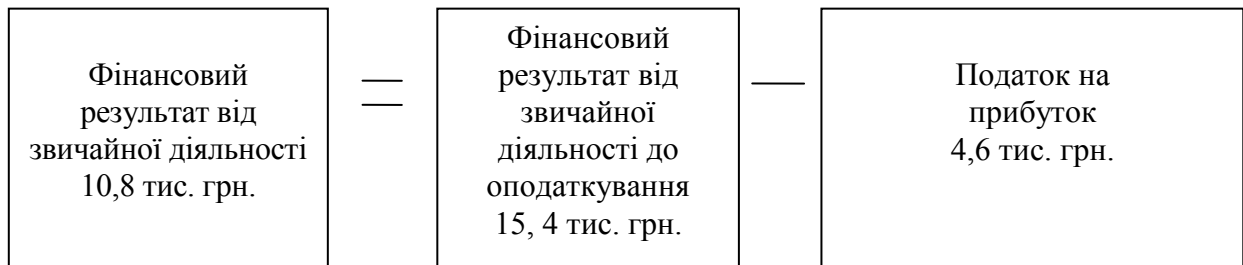 Фінансовий
результат від
звичайної діяльності
10,8 тис. грн.
=
Фінансовий
результат від
звичайної
діяльності до
оподаткування
15, 4 тис. грн.
—
Податок на
прибуток
4,6 тис. грн.